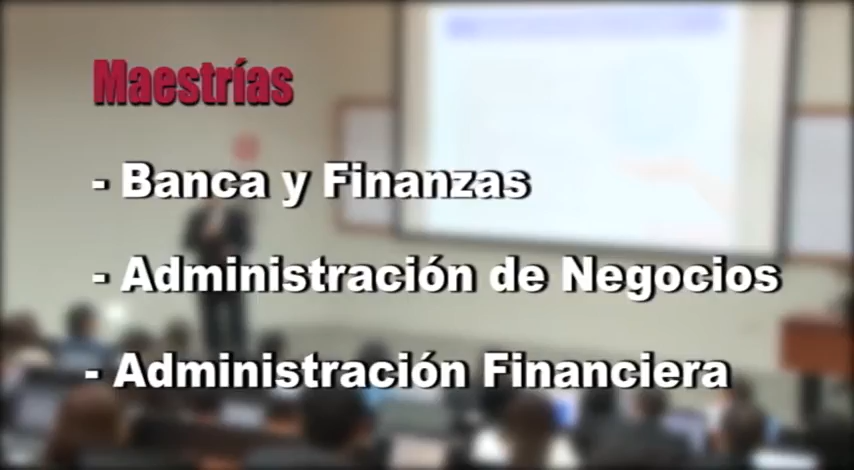 Maestrías
- Banca y Finanzas
- Administración de Negocios
- Administración Financiera